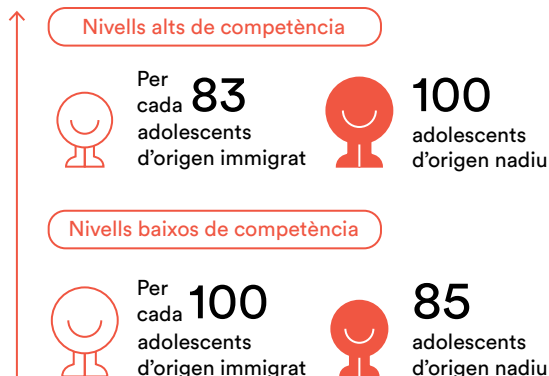 Nivells alts de competència
Per
cada 83
adolescents
d'origen immigrat
100
adolescents
d'origen nadiu
Nivells baixos de competència
Per
cada 100
adolescents
d'origen immigrat
85
adolescents
d'origen nadiu